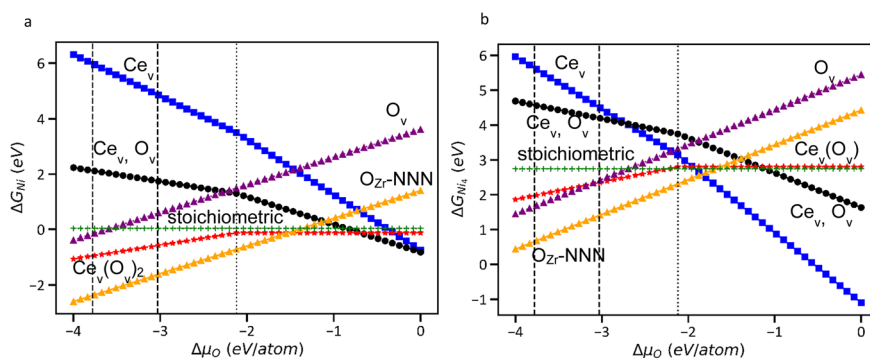 a
ΔG_Ni (eV)
6
4
2
0
−2
Ce_v
O_v
Ce_v, O_v
O_Zr-NNN
stoichiometric
Ce_v(O_v)_2
−4 −3 −2 −1 0
Δμ_O (eV/atom)
b
ΔG_Ni_4 (eV)
6
5
4
3
2
1
0
−1
Ce_v
O_v
Ce_v, O_v
stoichiometric
Ce_v(O_v)
Ce_v, O_v
O_Zr-NNN
−4 −3 −2 −1 0
Δμ_O (eV/atom)